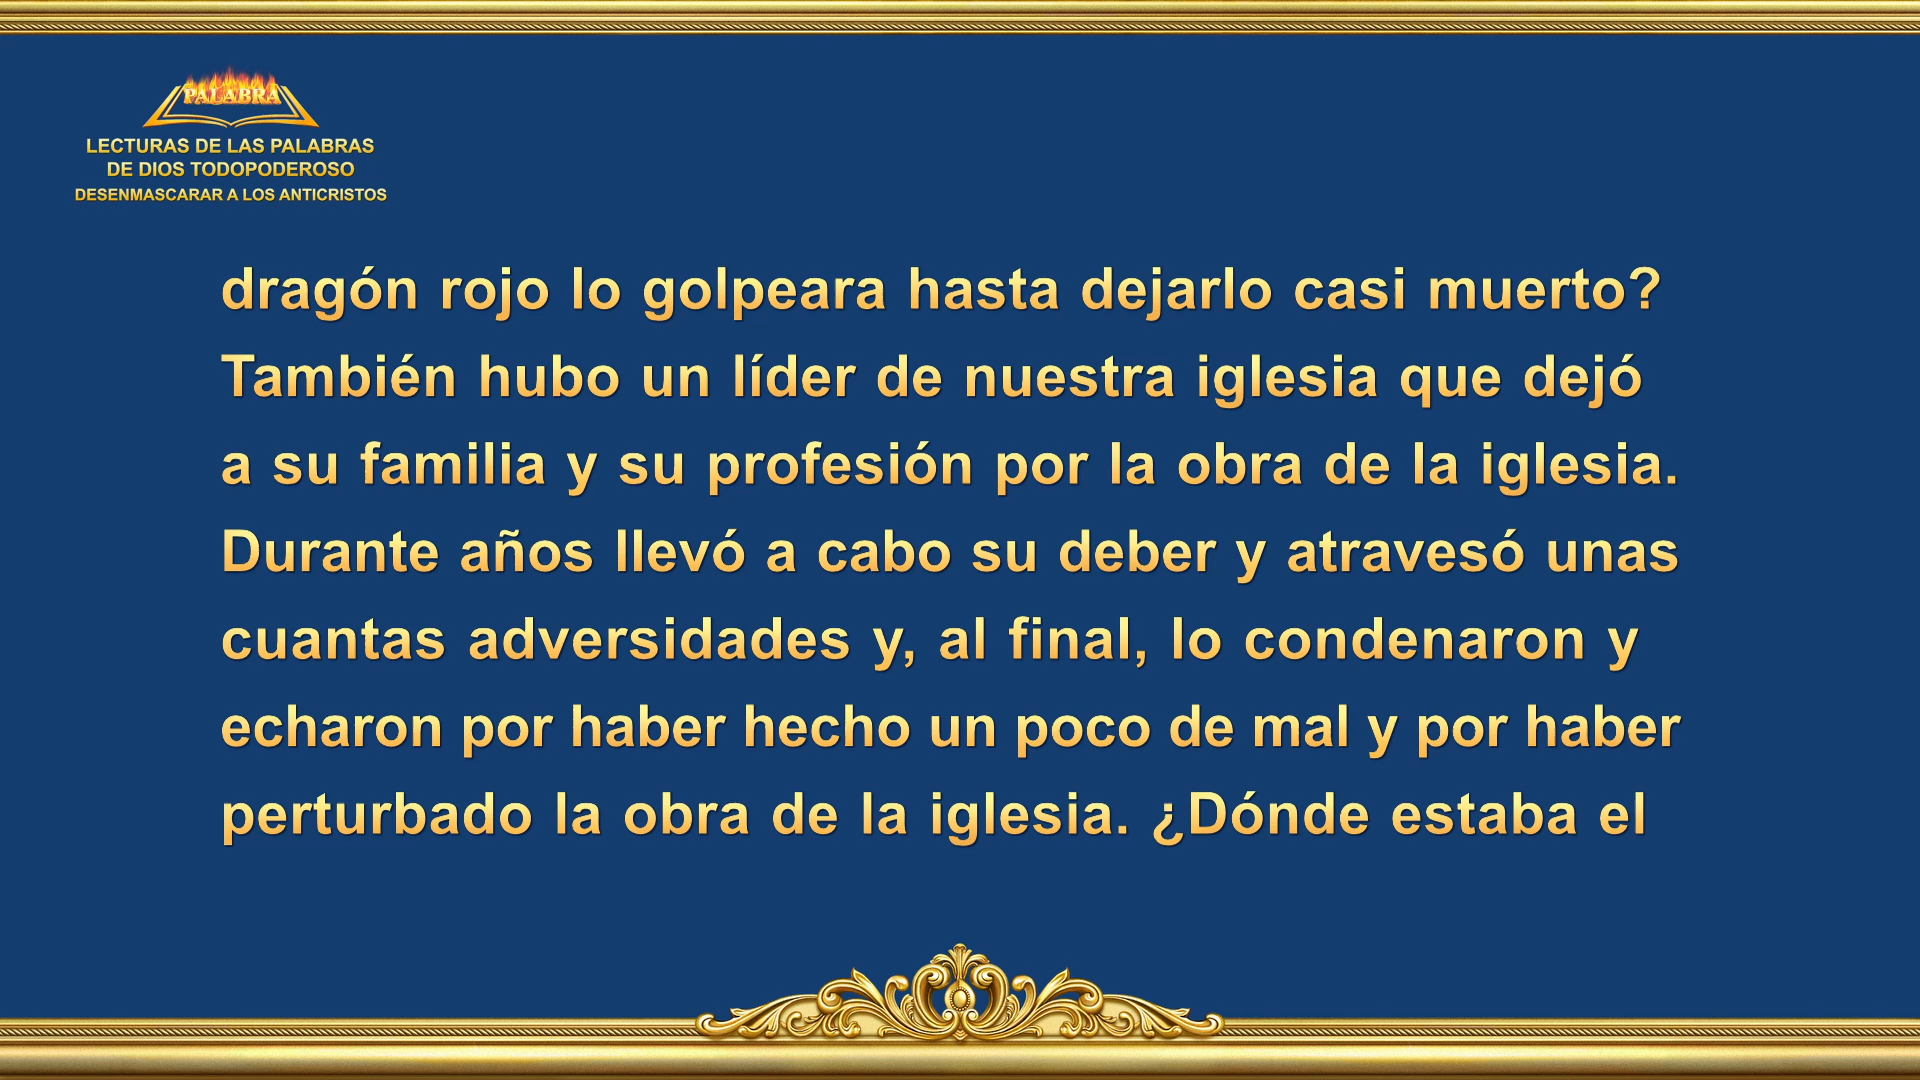 PALABRA
LECTURAS DE LAS PALABRAS
DE DIOS TODOPODEROSO
DESENMASCARAR A LOS ANTICRISTOS
dragón rojo lo golpeara hasta dejarlo casi muerto?
También hubo un líder de nuestra iglesia que dejó
a su familia y su profesión por la obra de la iglesia.
Durante años llevó a cabo su deber y atravesó unas
cuantas adversidades y, al final, lo condenaron y
echaron por haber hecho un poco de mal y por haber
perturbado la obra de la iglesia. ¿Dónde estaba el